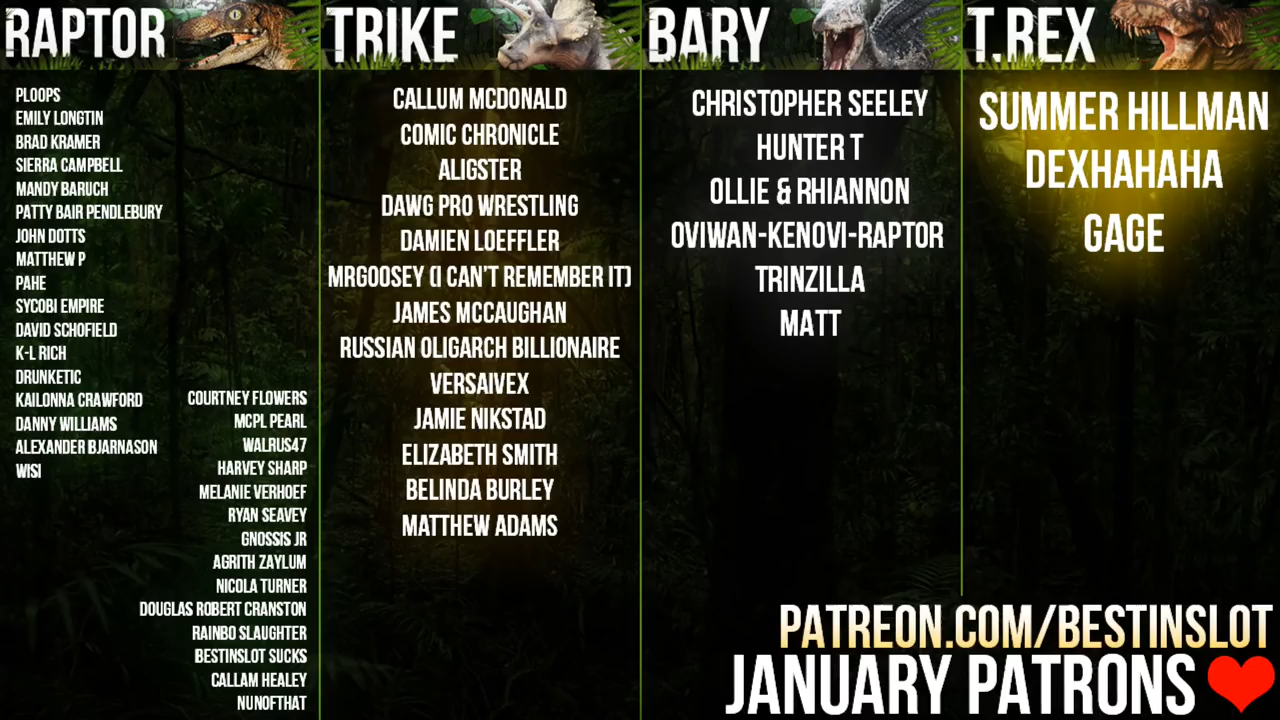 RAPTOR
PLOOPS
EMILY LONGTIN
BRAD KRAMER
SIERRA CAMPBELL
MANDY BARUCH
PATTY BAIR PENDLEBURY
JOHN DOTTS
MATTHEW P
PAHE
SYCOBI EMPIRE
DAVID SCHOFIELD
K-L RICH
DRUNKETIC
KAILONNA CRAWFORD
DANNY WILLIAMS
ALEXANDER BJARNASON
WISI
COURTNEY FLOWERS
MCPL PEARL
WALRUS47
HARVEY SHARP
MELANIE VERHOEF
RYAN SEAVEY
GNOSSIS JR
AGRITH ZAYLUM
NICOLA TURNER
DOUGLAS ROBERT CRANSTON
RAINBO SLAUGHTER
BESTINSLOT SUCKS
CALLAM HEALEY
NUNOFTHAT
TRIKE
CALLUM MCDONALD
COMIC CHRONICLE
ALIGSTER
DAWG PRO WRESTLING
DAMIEN LOEFFLER
MRGOOSEY (I CAN'T REMEMBER IT)
JAMES MCCAUGHAN
RUSSIAN OLIGARCH BILLIONAIRE
VERSAIVEX
JAMIE NIKSTAD
ELIZABETH SMITH
BELINDA BURLEY
MATTHEW ADAMS
BARY
CHRISTOPHER SEELEY
HUNTER T
OLLIE & RHIANNON
OVIWAN-KENOVI-RAPTOR
TRINZILLA
MATT
T.REX
SUMMER HILLMAN
DEXHAHAHA
GAGE
PATREON.COM/BESTINSLOT
JANUARY PATRONS